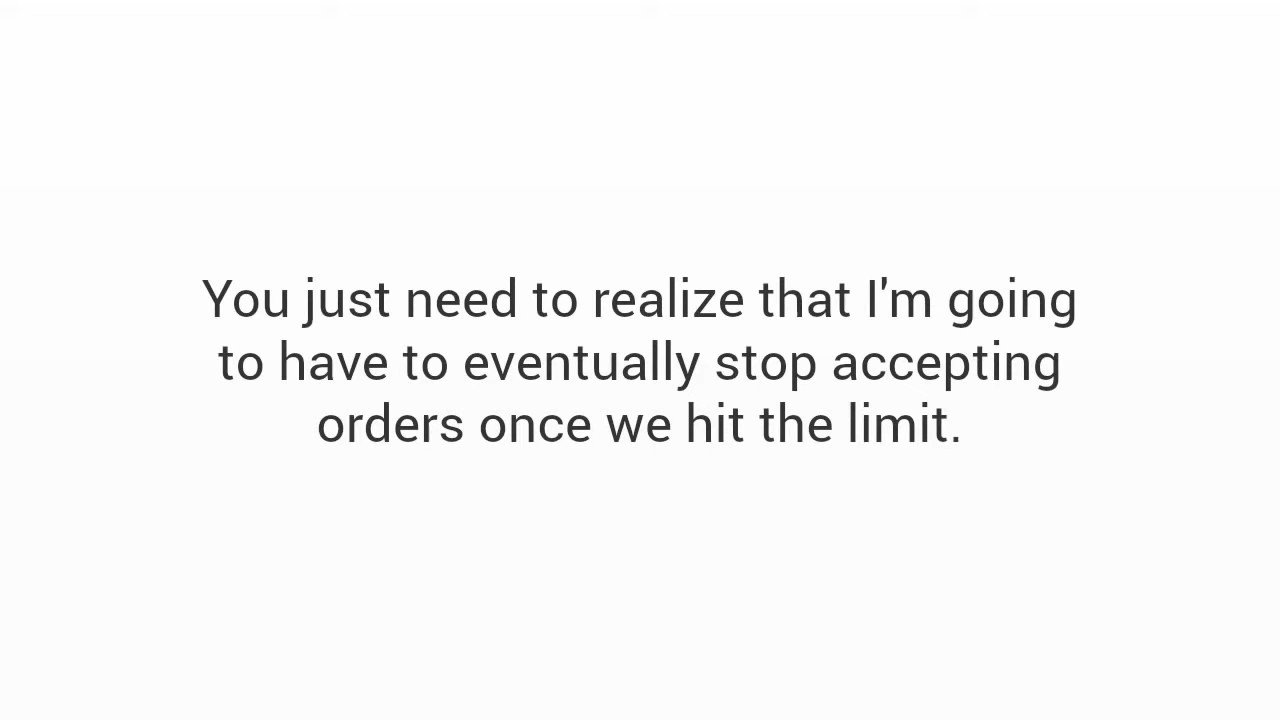 You just need to realize that I'm going
to have to eventually stop accepting
orders once we hit the limit.